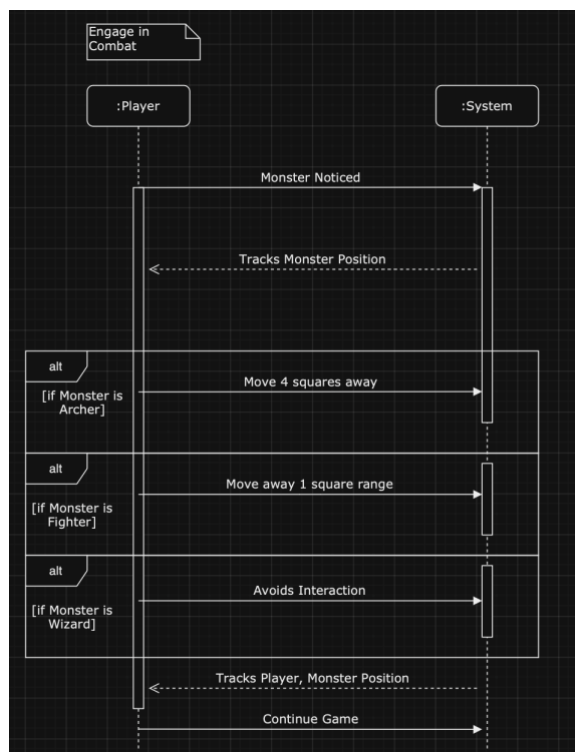 Engage in
Combat
:Player
:System
Monster Noticed
Tracks Monster Position
alt
Move 4 squares away
[if Monster is
Archer]
alt
Move away 1 square range
[if Monster is
Fighter]
alt
Avoids Interaction
[if Monster is
Wizard]
Tracks Player, Monster Position
Continue Game